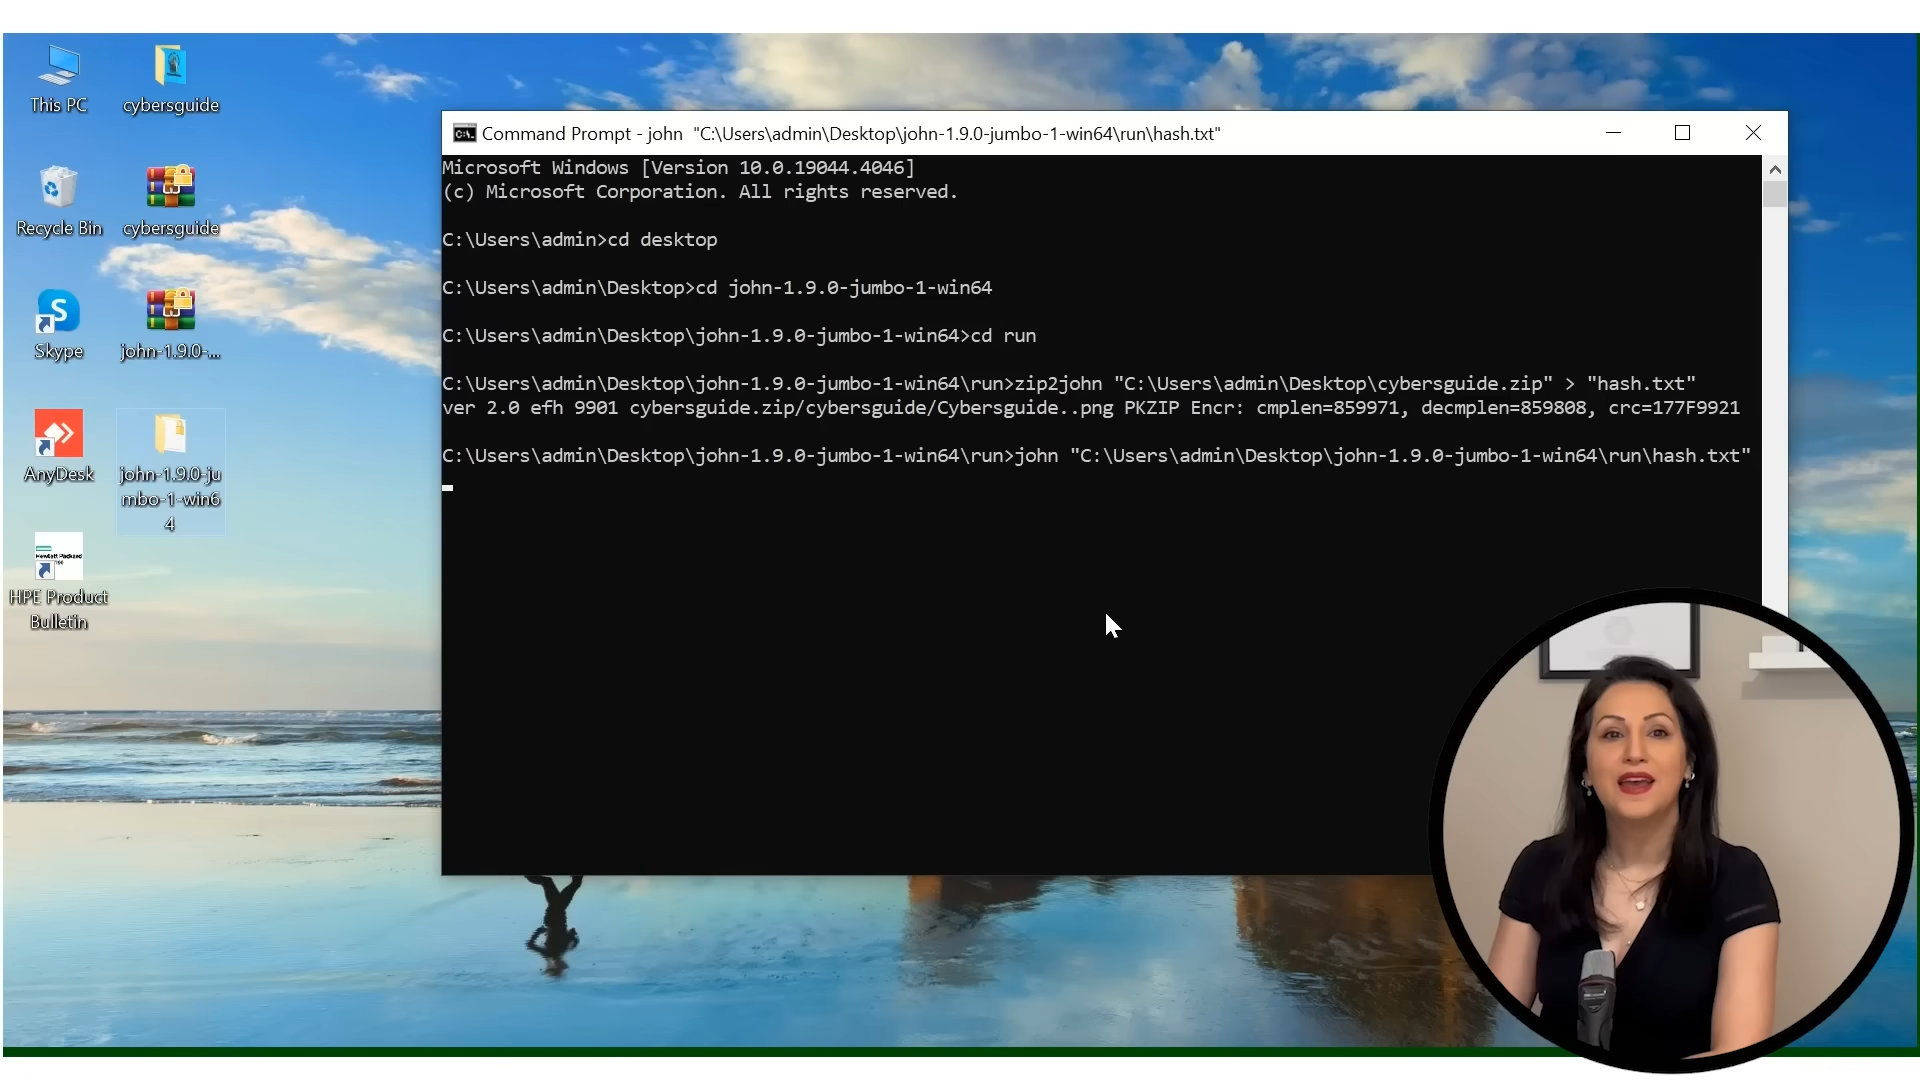 This PC
cybersguide
Recycle Bin
cybersguide
Skype
john-1.9.0-...
AnyDesk
john-1.9.0-ju
mbo-1-win6
4
HPE Product
Bulletin
Command Prompt - john  "C:\Users\admin\Desktop\john-1.9.0-jumbo-1-win64\run\hash.txt"
Microsoft Windows [Version 10.0.19044.4046]
(c) Microsoft Corporation. All rights reserved.
C:\Users\admin>cd desktop
C:\Users\admin\Desktop>cd john-1.9.0-jumbo-1-win64
C:\Users\admin\Desktop\john-1.9.0-jumbo-1-win64>cd run
C:\Users\admin\Desktop\john-1.9.0-jumbo-1-win64\run>zip2john "C:\Users\admin\Desktop\cybersguide.zip" > "hash.txt"
ver 2.0 efh 9901 cybersguide.zip/cybersguide/Cybersguide..png PKZIP Encr: cmplen=859971, decmplen=859808, crc=177F9921
C:\Users\admin\Desktop\john-1.9.0-jumbo-1-win64\run>john "C:\Users\admin\Desktop\john-1.9.0-jumbo-1-win64\run\hash.txt"